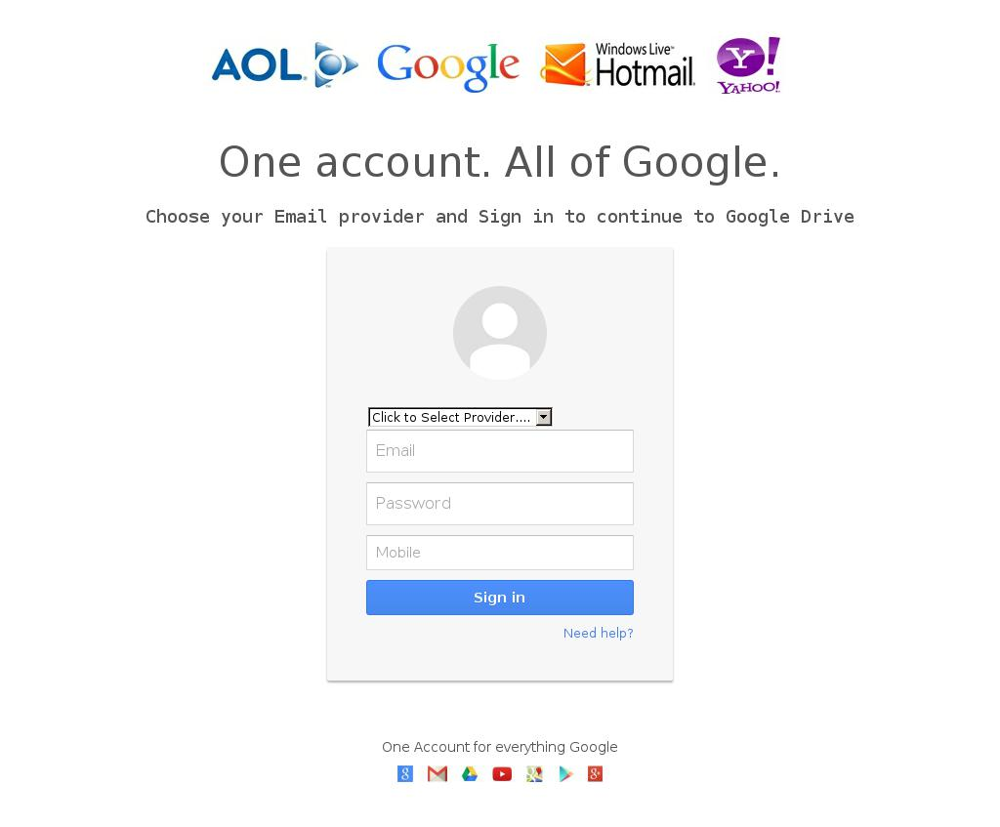 AOL Google Windows Live™ Hotmail® Y! YAHOO!
One account. All of Google.
Choose your Email provider and Sign in to continue to Google Drive
Click to Select Provider....
Email
Password
Mobile
Sign in
Need help?
One Account for everything Google